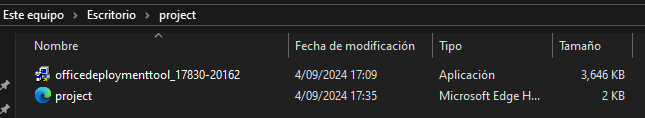 Este equipo > Escritorio > project
Nombre Fecha de modificación Tipo Tamaño
officedeploymenttool_17830-20162 4/09/2024 17:09 Aplicación 3,646 KB
project 4/09/2024 17:35 Microsoft Edge H... 2 KB